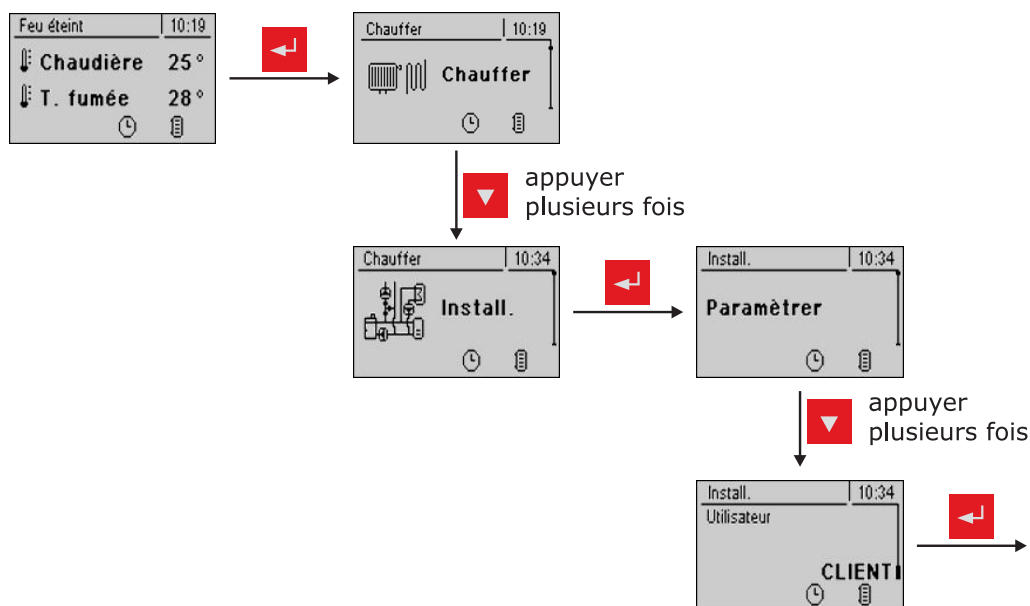 Feu éteint 10:19
Chaudière 25°
T. fumée 28°
Chauffer 10:19
Chauffer
appuyer
plusieurs fois
Chauffer 10:34
Install.
Install. 10:34
Paramètrer
appuyer
plusieurs fois
Install. 10:34
Utilisateur
CLIENT